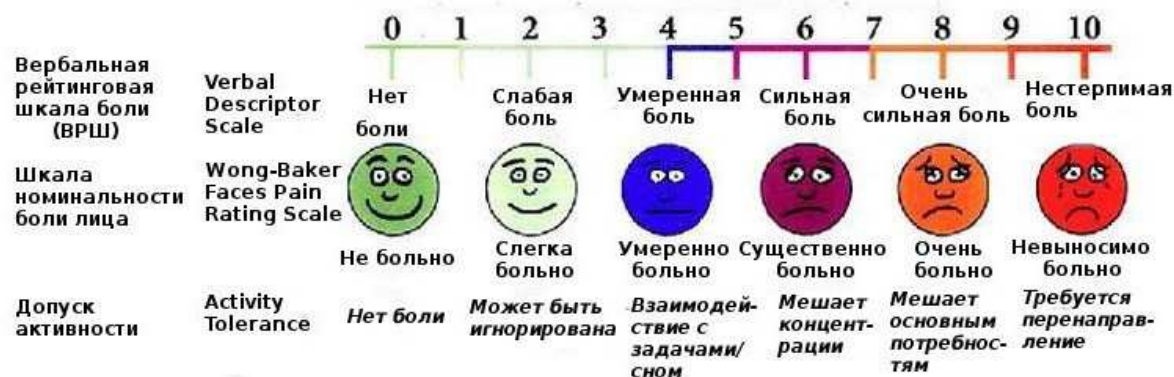 0 1 2 3 4 5 6 7 8 9 10
Вербальная
рейтинговая
шкала боли
(ВРШ)
Verbal
Descriptor
Scale
Нет
боли
Слабая
боль
Умеренная
боль
Сильная
боль
Очень
сильная боль
Нестерпимая
боль
Шкала
номинальности
боли лица
Wong-Baker
Faces Pain
Rating Scale
Не больно
Слегка
больно
Умеренно
больно
Существенно
больно
Очень
больно
Невыносимо
больно
Допуск
активности
Activity
Tolerance
Нет боли
Может быть
игнорирована
Взаимодей-
ствие с
задачами/
сном
Мешает
концент-
рации
Мешает
основным
потребнос-
тям
Требуется
перенаправ-
ление